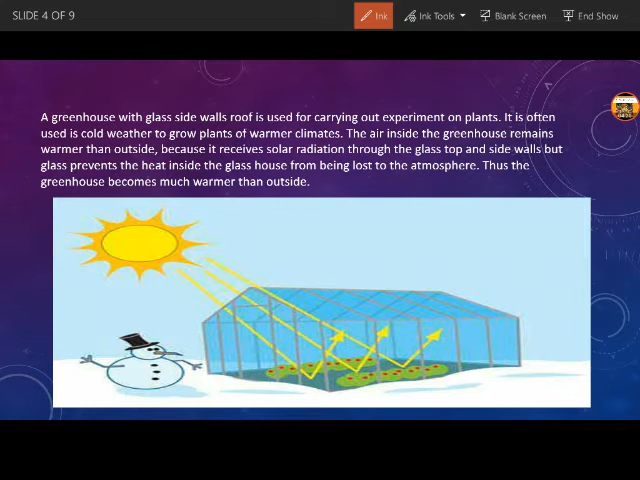 SLIDE 4 OF 9
Ink
Ink Tools
Blank Screen
End Show
A greenhouse with glass side walls roof is used for carrying out experiment on plants. It is often
used is cold weather to grow plants of warmer climates. The air inside the greenhouse remains
warmer than outside, because it receives solar radiation through the glass top and side walls but
glass prevents the heat inside the glass house from being lost to the atmosphere. Thus the
greenhouse becomes much warmer than outside.